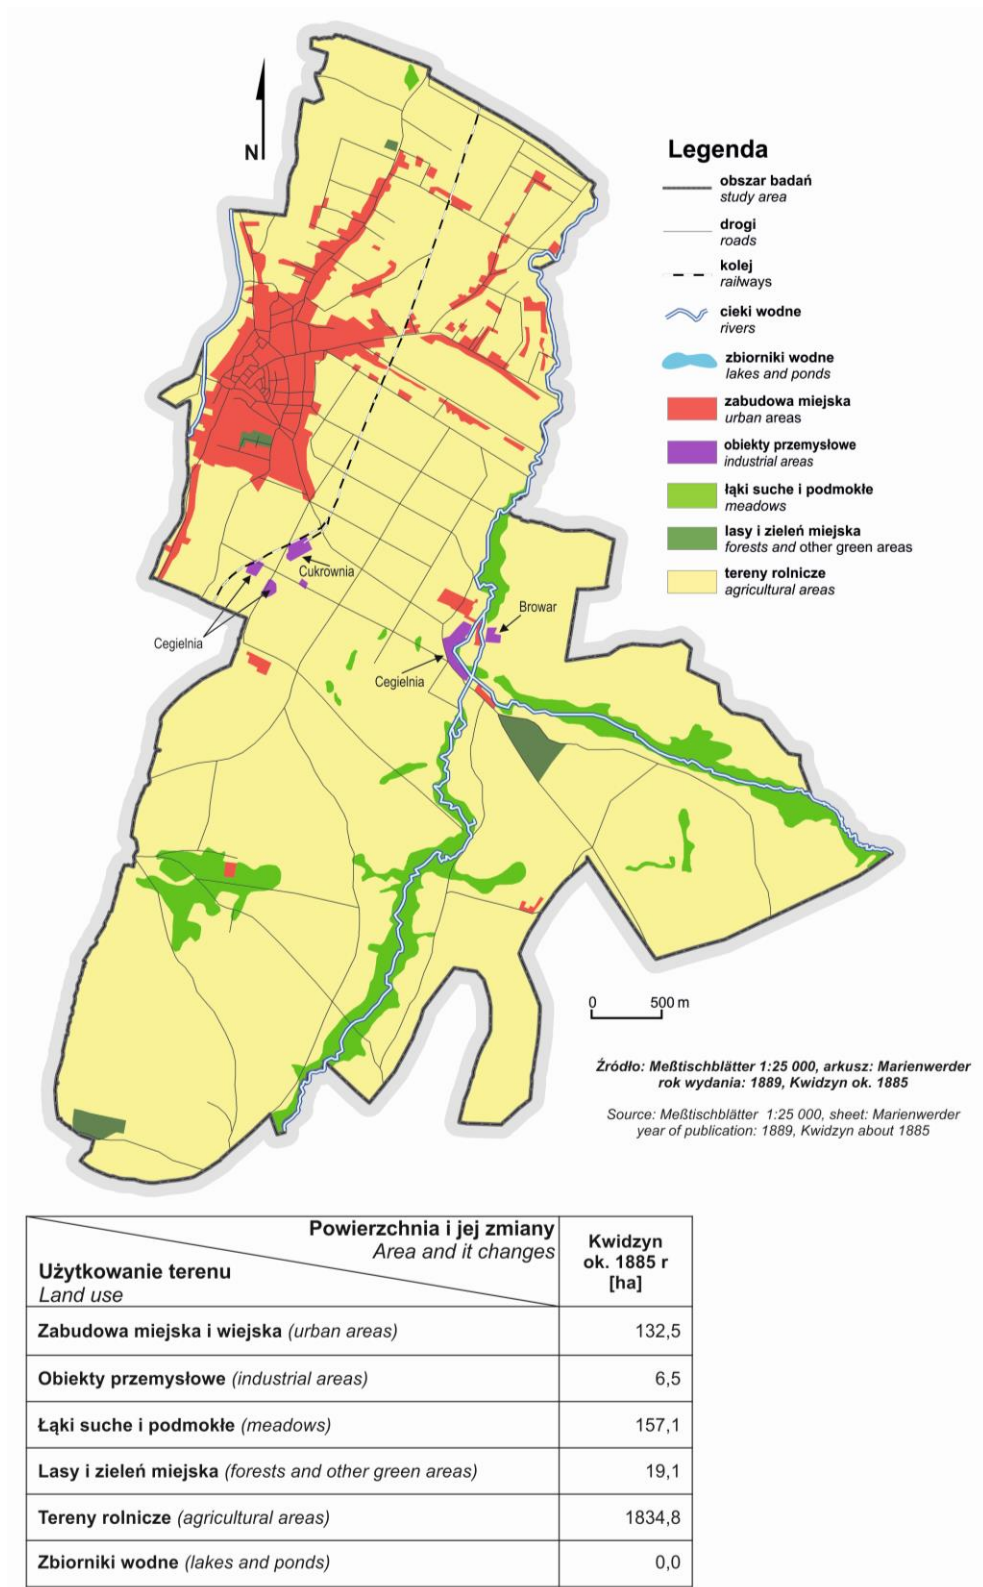 N
Legenda
obszar badań
study area
drogi
roads
kolej
railways
cieki wodne
rivers
zbiorniki wodne
lakes and ponds
zabudowa miejska
urban areas
obiekty przemysłowe
industrial areas
łąki suche i podmokłe
meadows
lasy i zieleń miejska
forests and other green areas
tereny rolnicze
agricultural areas
Cukrownia
Cegielnia
Browar
Cegielnia
0 500 m
Źródło: Meßtischblätter 1:25 000, arkusz: Marienwerder
rok wydania: 1889, Kwidzyn ok. 1885
Source: Meßtischblätter 1:25 000, sheet: Marienwerder
year of publication: 1889, Kwidzyn about 1885
Powierzchnia i jej zmiany
Area and it changes
Użytkowanie terenu
Land use
Kwidzyn
ok. 1885 r
[ha]
Zabudowa miejska i wiejska (urban areas) 132,5
Obiekty przemysłowe (industrial areas) 6,5
Łąki suche i podmokłe (meadows) 157,1
Lasy i zieleń miejska (forests and other green areas) 19,1
Tereny rolnicze (agricultural areas) 1834,8
Zbiorniki wodne (lakes and ponds) 0,0